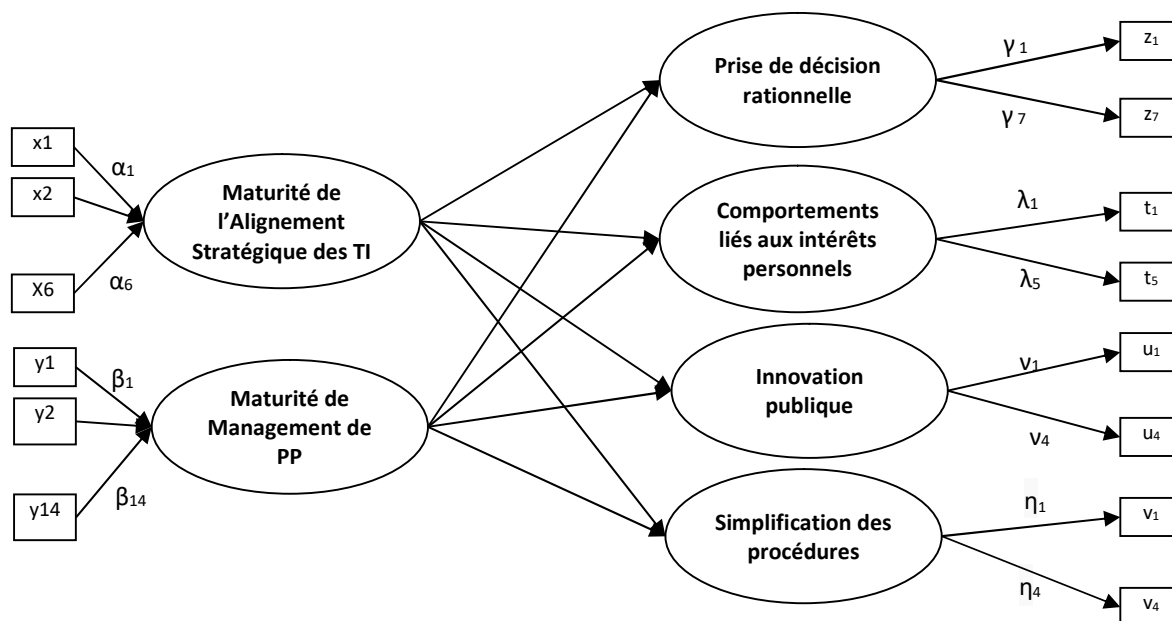 x1
x2
X6
α1
α6
Maturité de
l’Alignement
Stratégique des TI
y1
y2
y14
β1
β14
Maturité de
Management de
PP
Prise de décision
rationnelle
γ 1
γ 7
z1
z7
Comportements
liés aux intérêts
personnels
λ1
λ5
t1
t5
Innovation
publique
ν1
ν4
u1
u4
Simplification des
procédures
η1
η4
v1
v4